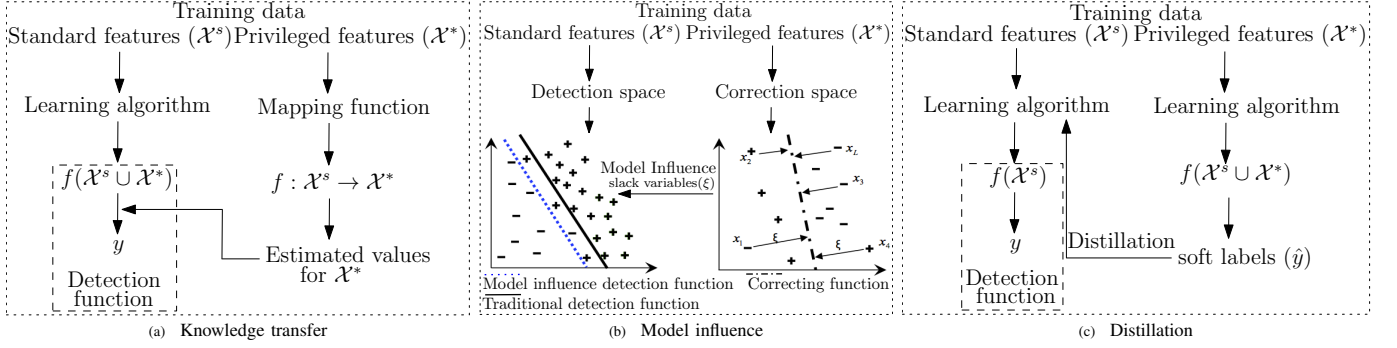 Training data
Standard features (𝒳ˢ) Privileged features (𝒳*)
Learning algorithm
Mapping function
f(𝒳ˢ ∪ 𝒳*)
f : 𝒳ˢ → 𝒳*
y
Estimated values
for 𝒳*
Detection
function
(a) Knowledge transfer
Training data
Standard features (𝒳ˢ) Privileged features (𝒳*)
Detection space
Correction space
Model Influence
slack variables(ξ)
x₂
x_L
x₃
x₁
ξ
ξ
x₄
Model influence detection function
Traditional detection function
Correcting function
(b) Model influence
Training data
Standard features (𝒳ˢ) Privileged features (𝒳*)
Learning algorithm
Learning algorithm
f(𝒳ˢ)
f(𝒳ˢ ∪ 𝒳*)
y
Distillation
soft labels (ŷ)
Detection
function
(c) Distillation